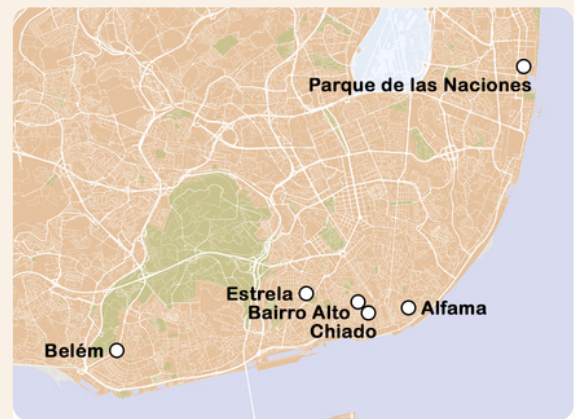 Parque de las Naciones
Estrela
Bairro Alto
Chiado
Alfama
Belém